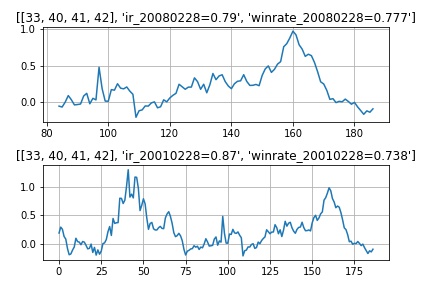 [[33, 40, 41, 42], 'ir_20080228=0.79', 'winrate_20080228=0.777']
1.0
0.5
0.0
80 100 120 140 160 180
[[33, 40, 41, 42], 'ir_20010228=0.87', 'winrate_20010228=0.738']
1.0
0.5
0.0
0 25 50 75 100 125 150 175